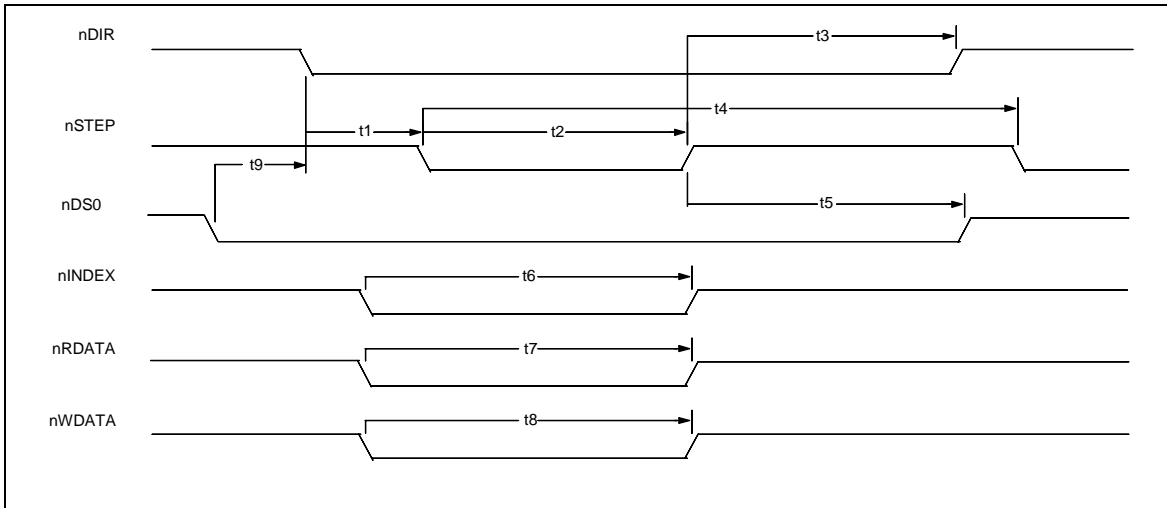 nDIR
t3
t4
nSTEP
t1
t2
t9
nDS0
t5
nINDEX
t6
nRDATA
t7
nWDATA
t8